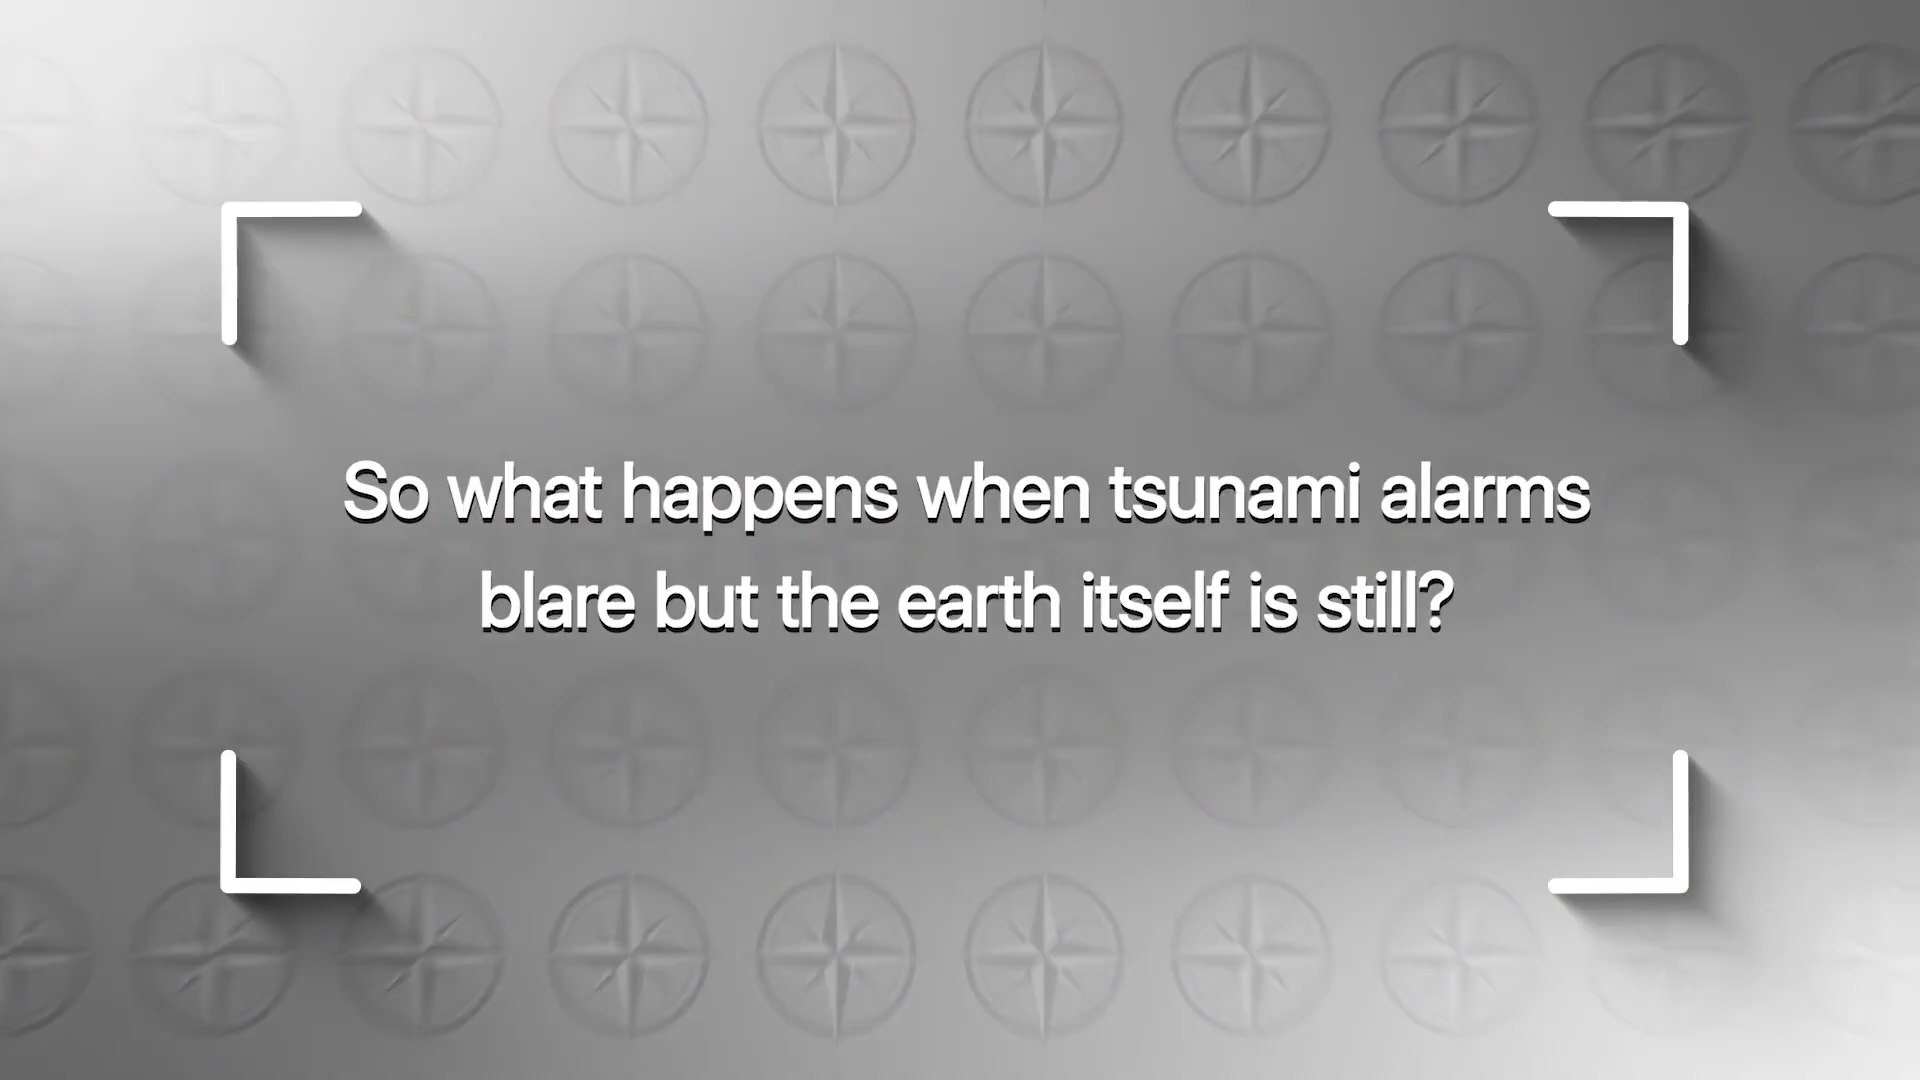 So what happens when tsunami alarms
blare but the earth itself is still?